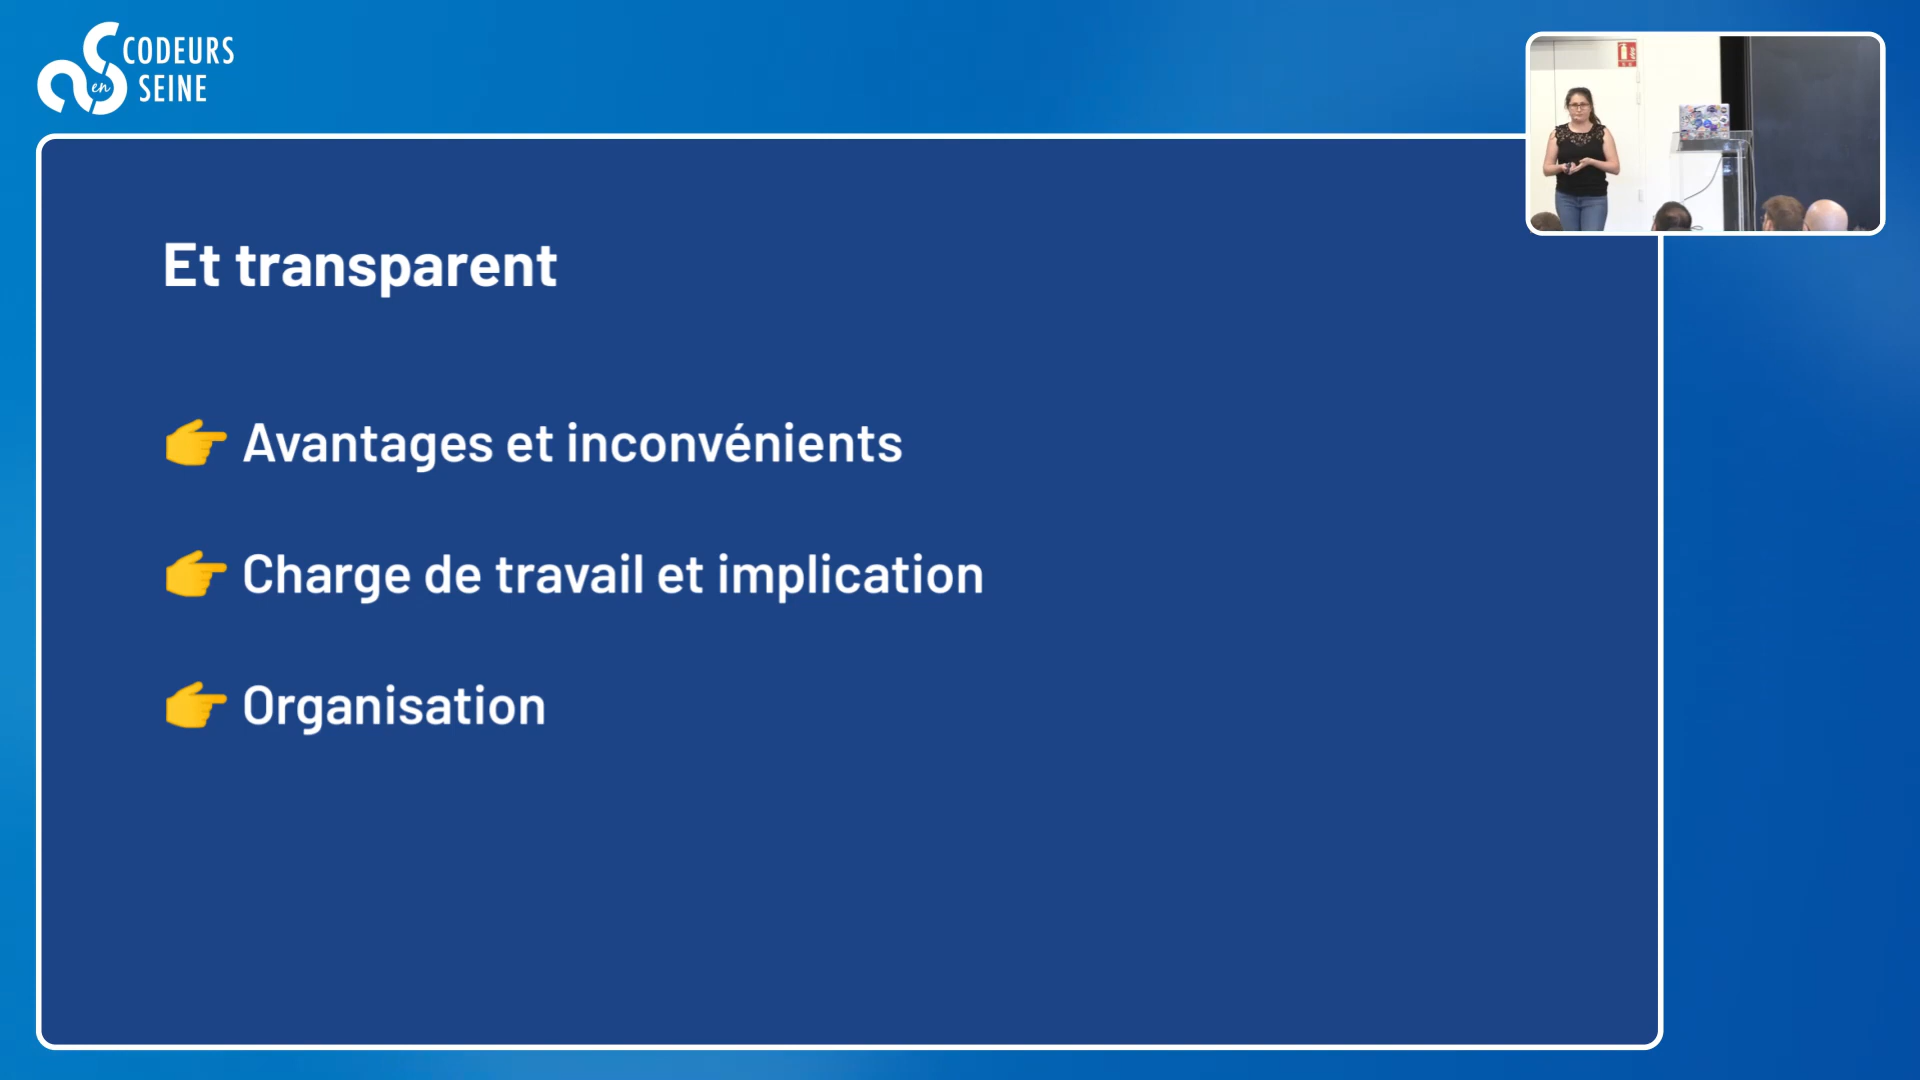 CODEURS
en
SEINE
Et transparent
👉 Avantages et inconvénients
👉 Charge de travail et implication
👉 Organisation